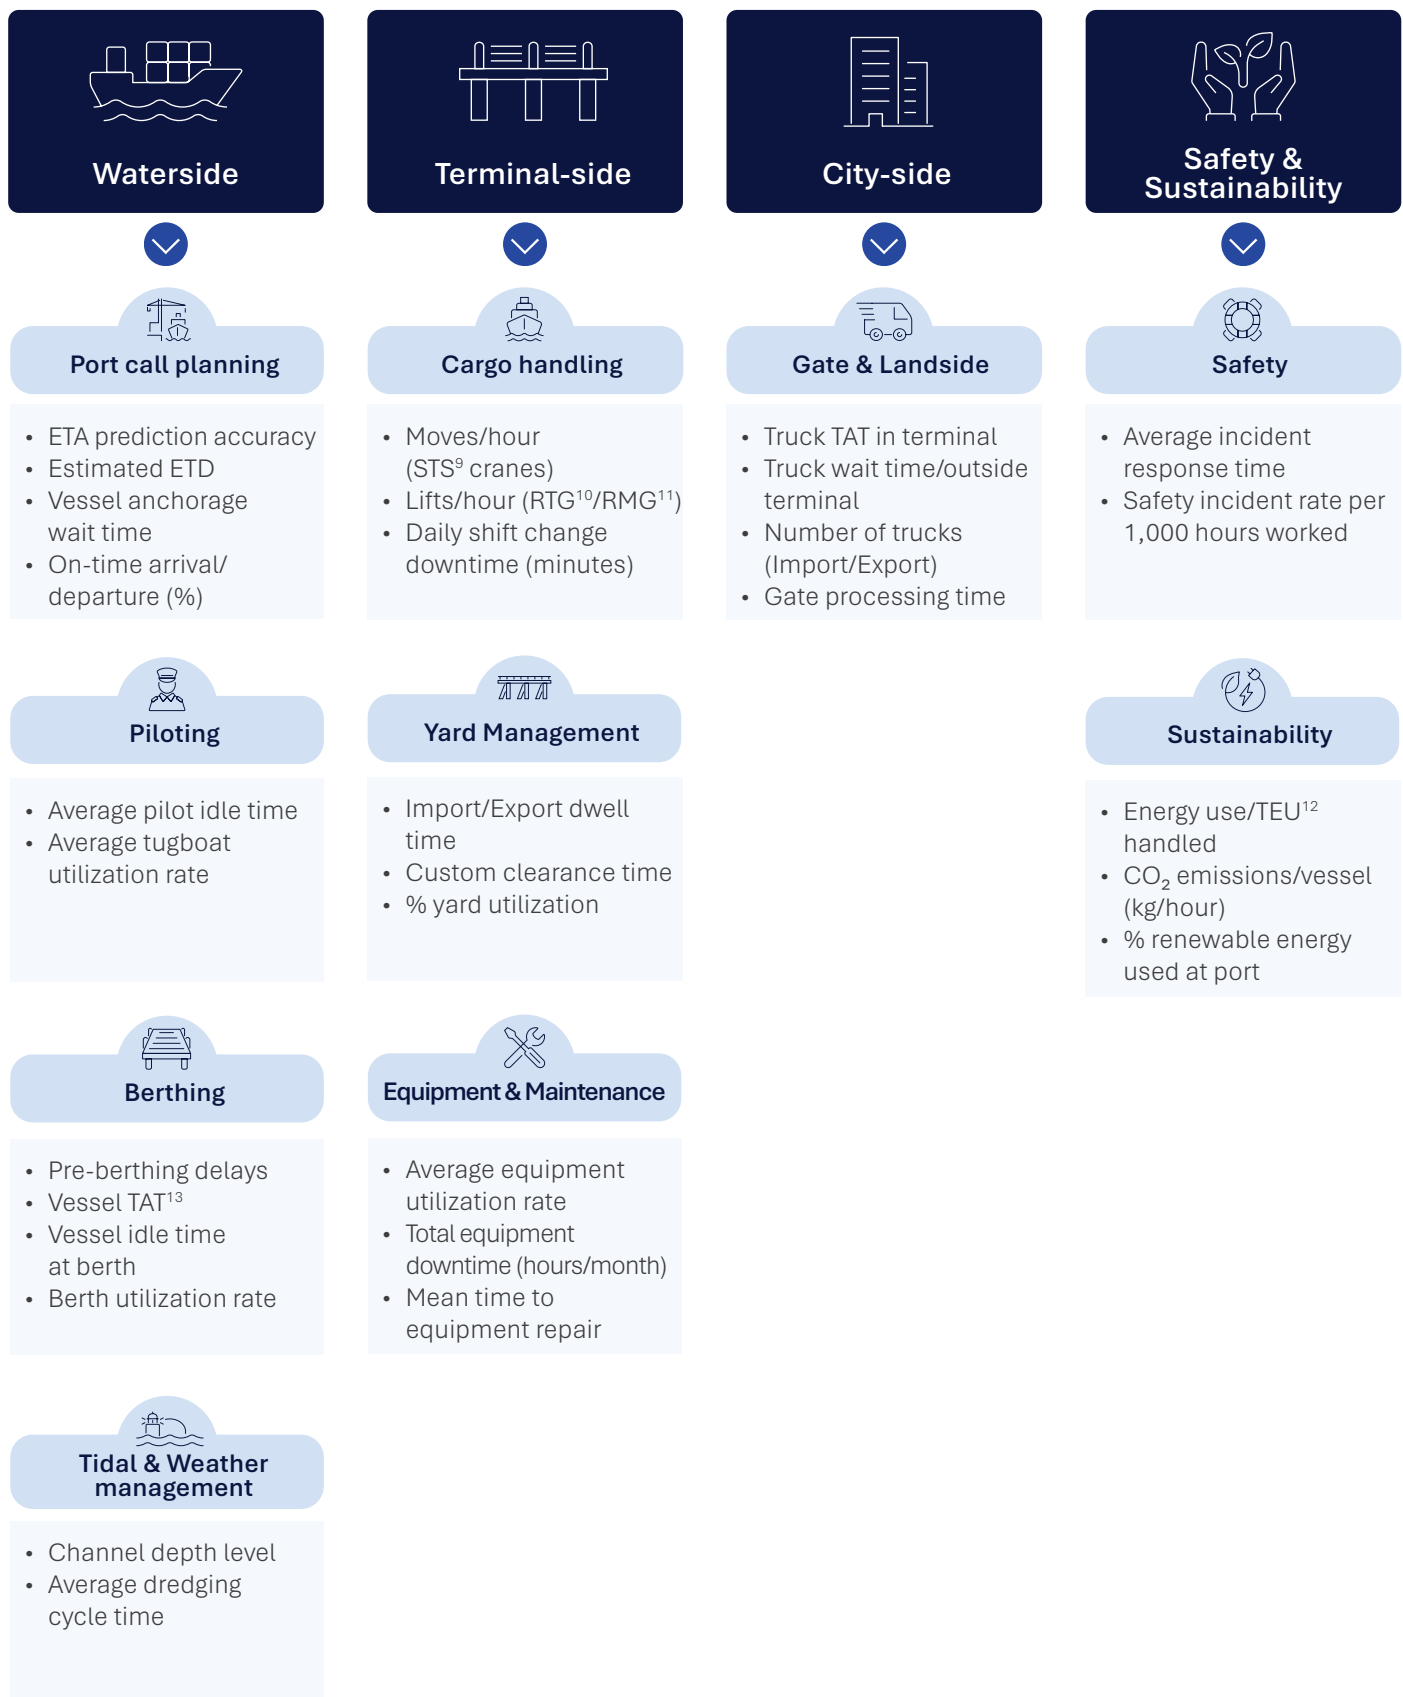 Waterside
Port call planning
• ETA prediction accuracy
• Estimated ETD
• Vessel anchorage
wait time
• On-time arrival/
departure (%)
Piloting
• Average pilot idle time
• Average tugboat
utilization rate
Berthing
• Pre-berthing delays
• Vessel TAT¹³
• Vessel idle time
at berth
• Berth utilization rate
Tidal & Weather
management
• Channel depth level
• Average dredging
cycle time
Terminal-side
Cargo handling
• Moves/hour
(STS⁹ cranes)
• Lifts/hour (RTG¹⁰/RMG¹¹)
• Daily shift change
downtime (minutes)
Yard Management
• Import/Export dwell
time
• Custom clearance time
• % yard utilization
Equipment & Maintenance
• Average equipment
utilization rate
• Total equipment
downtime (hours/month)
• Mean time to
equipment repair
City-side
Gate & Landside
• Truck TAT in terminal
• Truck wait time/outside
terminal
• Number of trucks
(Import/Export)
• Gate processing time
Safety &
Sustainability
Safety
• Average incident
response time
• Safety incident rate per
1,000 hours worked
Sustainability
• Energy use/TEU¹²
handled
• CO₂ emissions/vessel
(kg/hour)
• % renewable energy
used at port